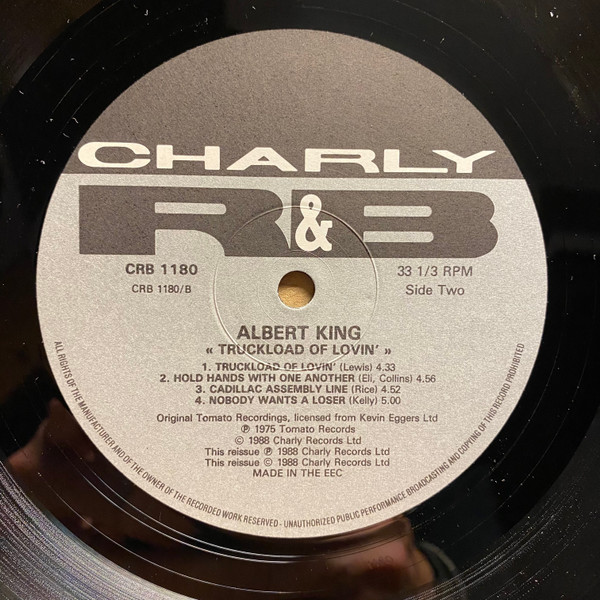 CHARLY
R&B
CRB 1180
CRB 1180/B
33 1/3 RPM
Side Two
ALBERT KING
« TRUCKLOAD OF LOVIN' »
1. TRUCKLOAD OF LOVIN' (Lewis) 4.33
2. HOLD HANDS WITH ONE ANOTHER (Eli, Collins) 4.56
3. CADILLAC ASSEMBLY LINE (Rice) 4.52
4. NOBODY WANTS A LOSER (Kelly) 5.00
Original Tomato Recordings, licensed from Kevin Eggers Ltd
℗ 1975 Tomato Records
© 1988 Charly Records Ltd
This reissue ℗ 1988 Charly Records Ltd
This reissue © 1988 Charly Records Ltd
MADE IN THE EEC
ALL RIGHTS OF THE MANUFACTURER AND OF THE OWNER OF THE RECORDED WORK RESERVED - UNAUTHORIZED PUBLIC PERFORMANCE BROADCASTING AND COPYING OF THIS RECORD PROHIBITED